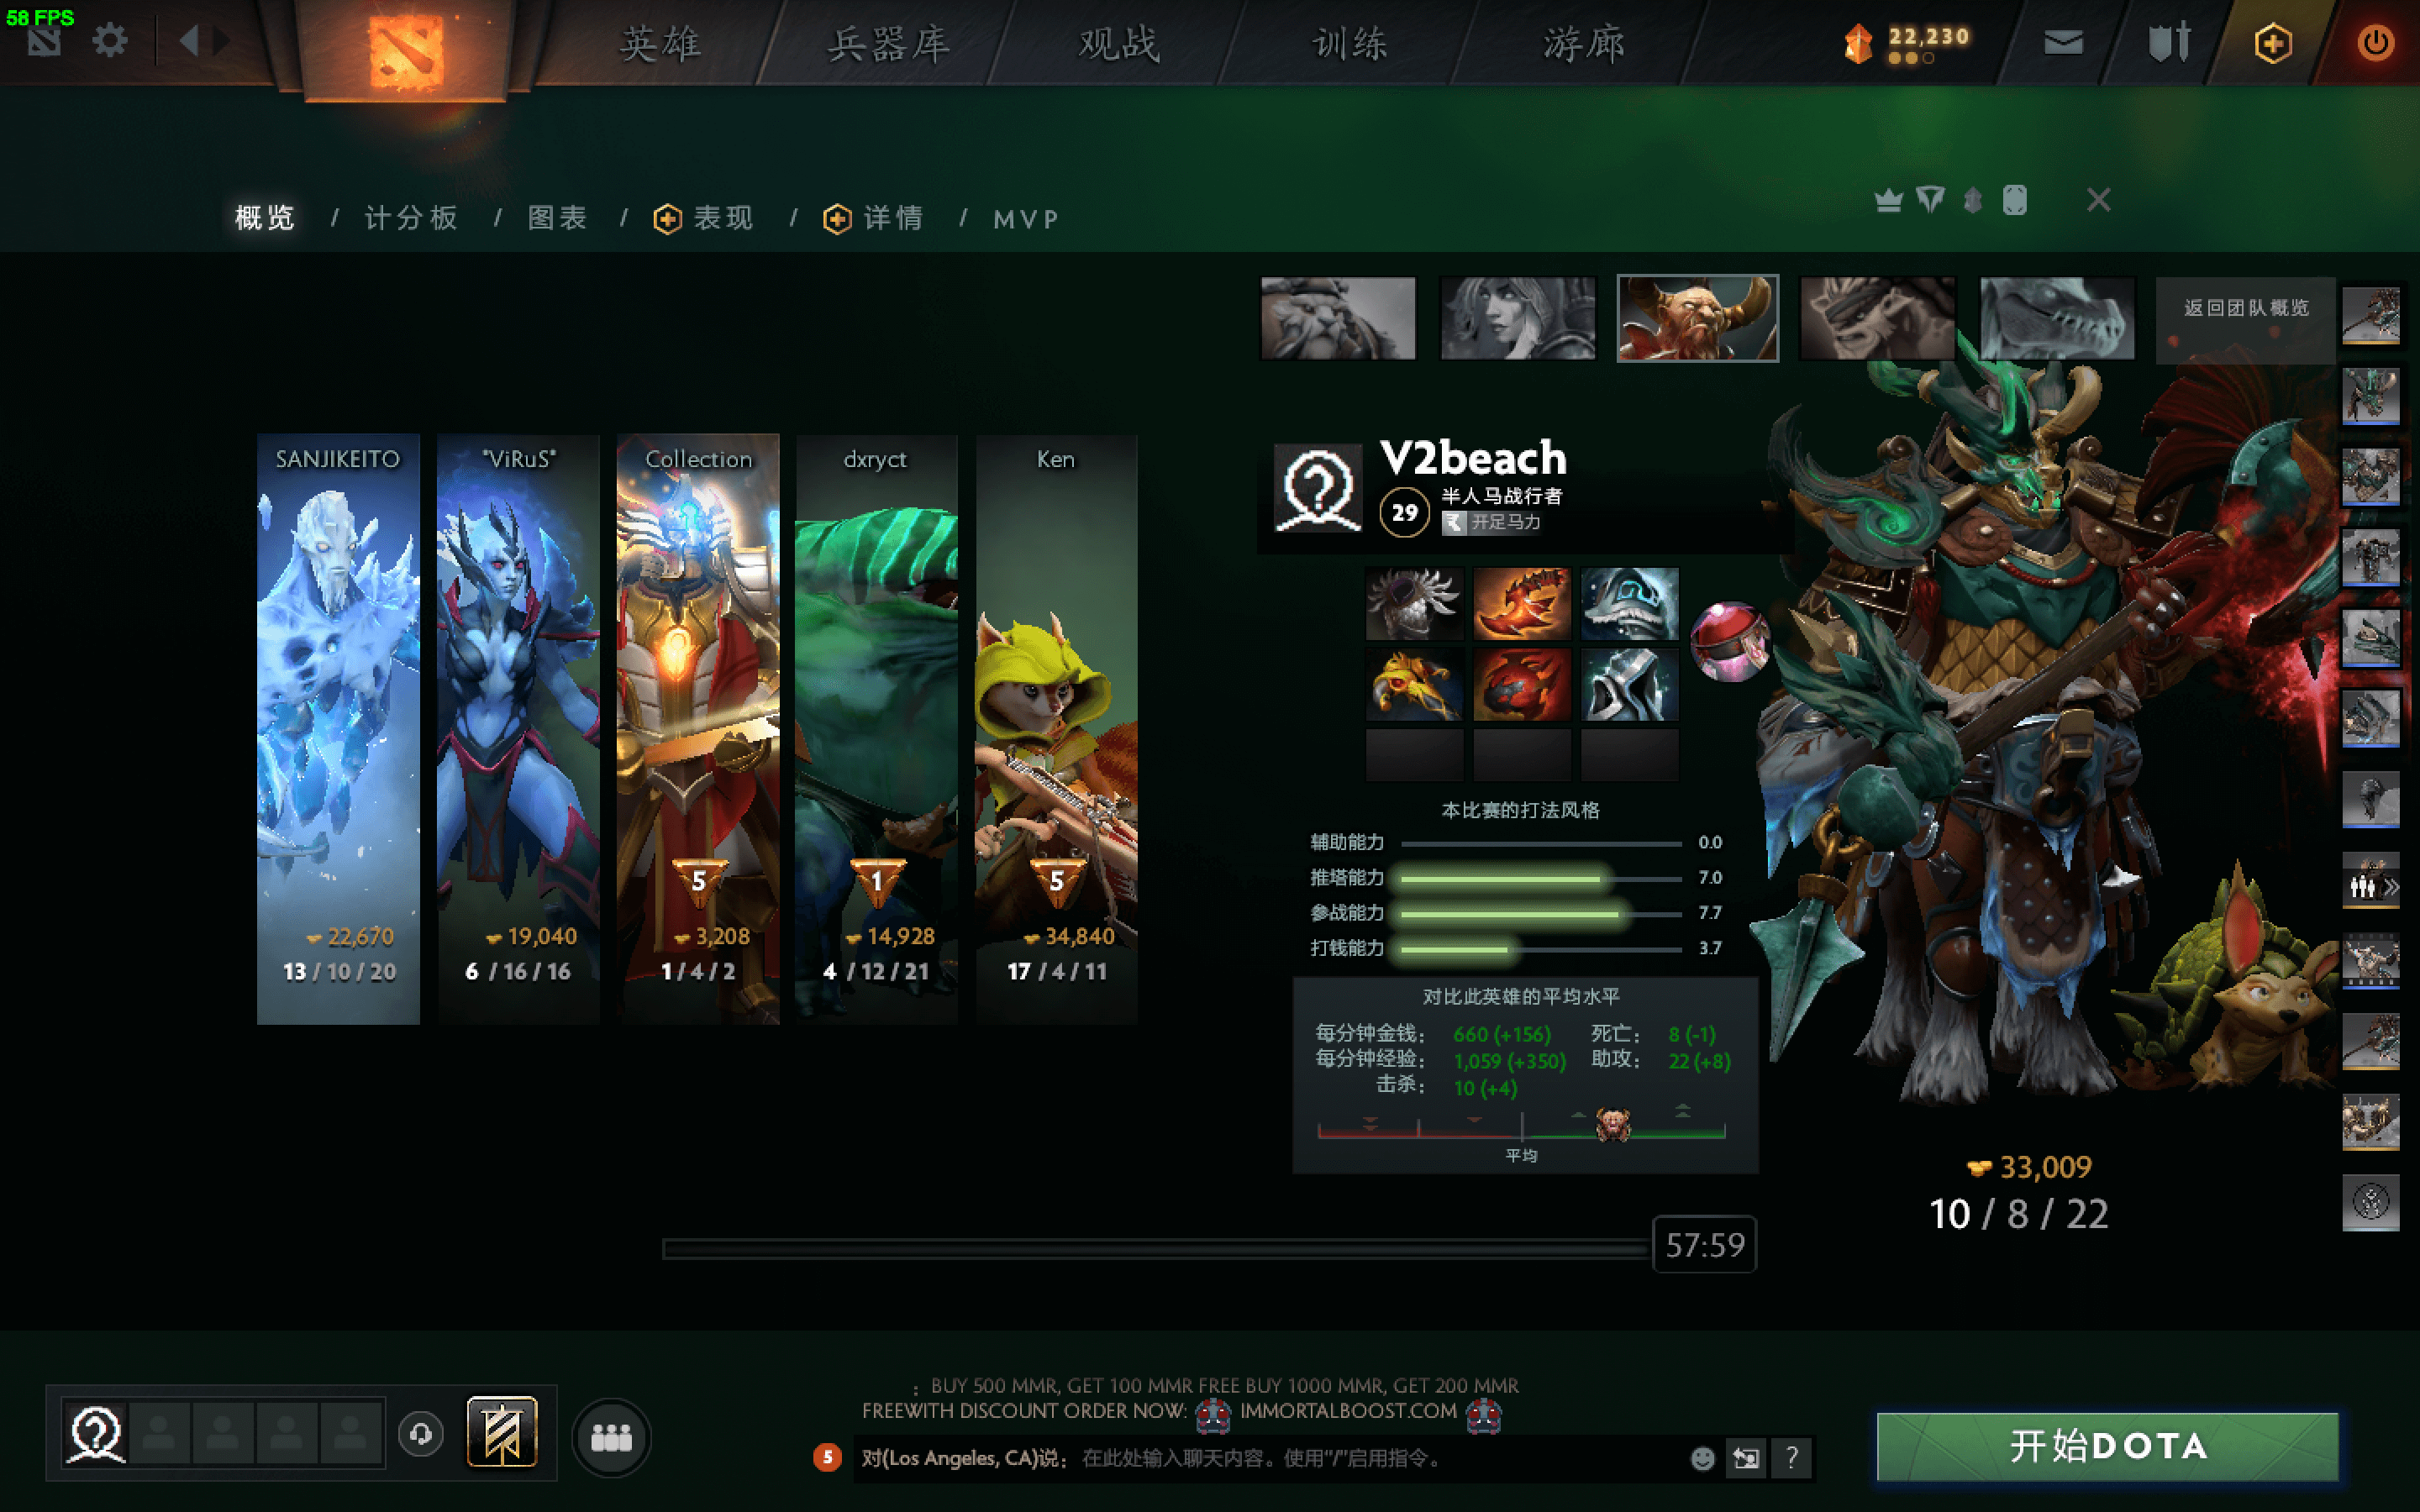 58 FPS
英雄
兵器库
观战
训练
游廊
22,230
概览 / 计分板 / 图表 / 表现 / 详情 / MVP
返回团队概览
SANJIKEITO
"ViRuS"
Collection
dxryct
Ken
5
1
5
22,670
19,040
3,208
14,928
34,840
13 / 10 / 20
6 / 16 / 16
1 / 4 / 2
4 / 12 / 21
17 / 4 / 11
V2beach
29
半人马战行者
开足马力
本比赛的打法风格
辅助能力 0.0
推塔能力 7.0
参战能力 7.7
打钱能力 3.7
对比此英雄的平均水平
每分钟金钱： 660 (+156) 死亡： 8 (-1)
每分钟经验： 1,059 (+350) 助攻： 22 (+8)
击杀： 10 (+4)
平均
33,009
10 / 8 / 22
57:59
： BUY 500 MMR, GET 100 MMR FREE BUY 1000 MMR, GET 200 MMR
FREEWITH DISCOUNT ORDER NOW: IMMORTALBOOST.COM
5
对(Los Angeles, CA)说： 在此处输入聊天内容。使用"/"启用指令。
?
开始DOTA